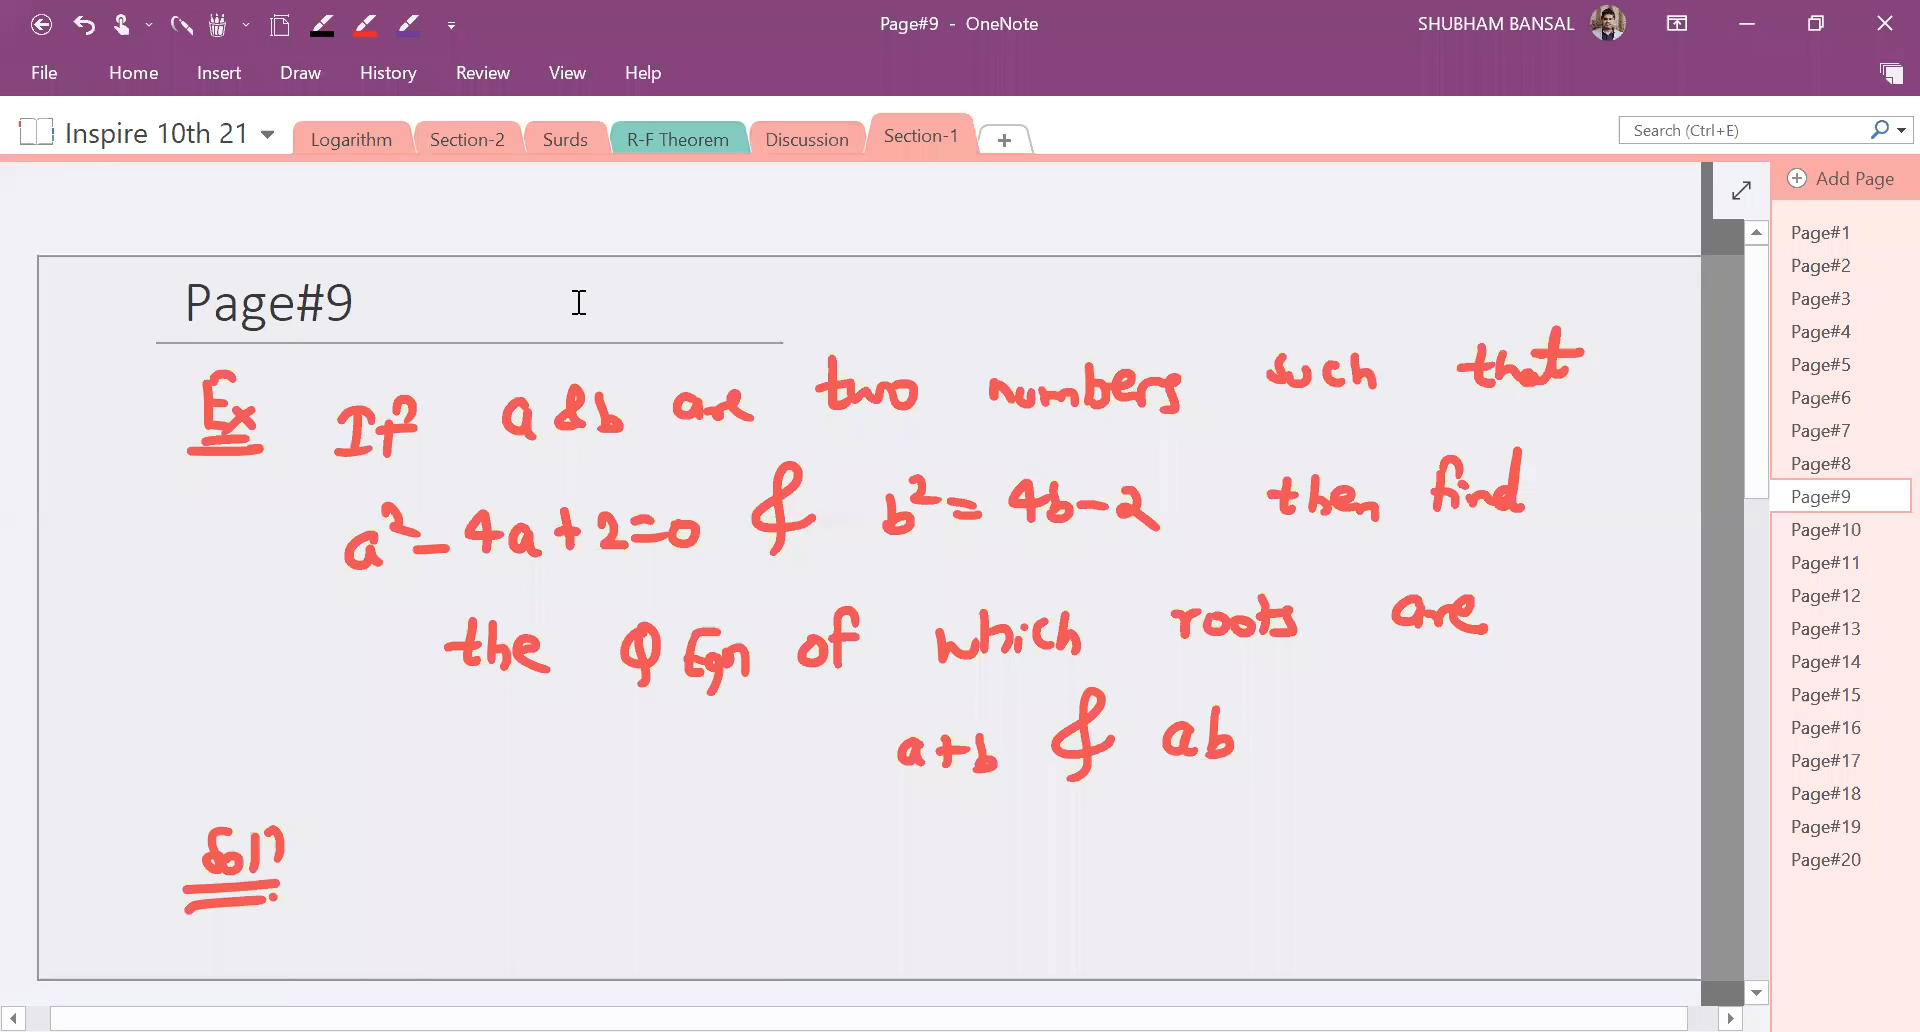 Page#9 - OneNote
SHUBHAM BANSAL
File Home Insert Draw History Review View Help
Inspire 10th 21
Logarithm Section-2 Surds R-F Theorem Discussion Section-1 +
Search (Ctrl+E)
Add Page
Page#9
Ex If a & b are two numbers such that
a² - 4a + 2 = 0 & b² = 4b - 2 then find
the Q Eqn of which roots are
a + b & ab
Soln
Page#1
Page#2
Page#3
Page#4
Page#5
Page#6
Page#7
Page#8
Page#9
Page#10
Page#11
Page#12
Page#13
Page#14
Page#15
Page#16
Page#17
Page#18
Page#19
Page#20